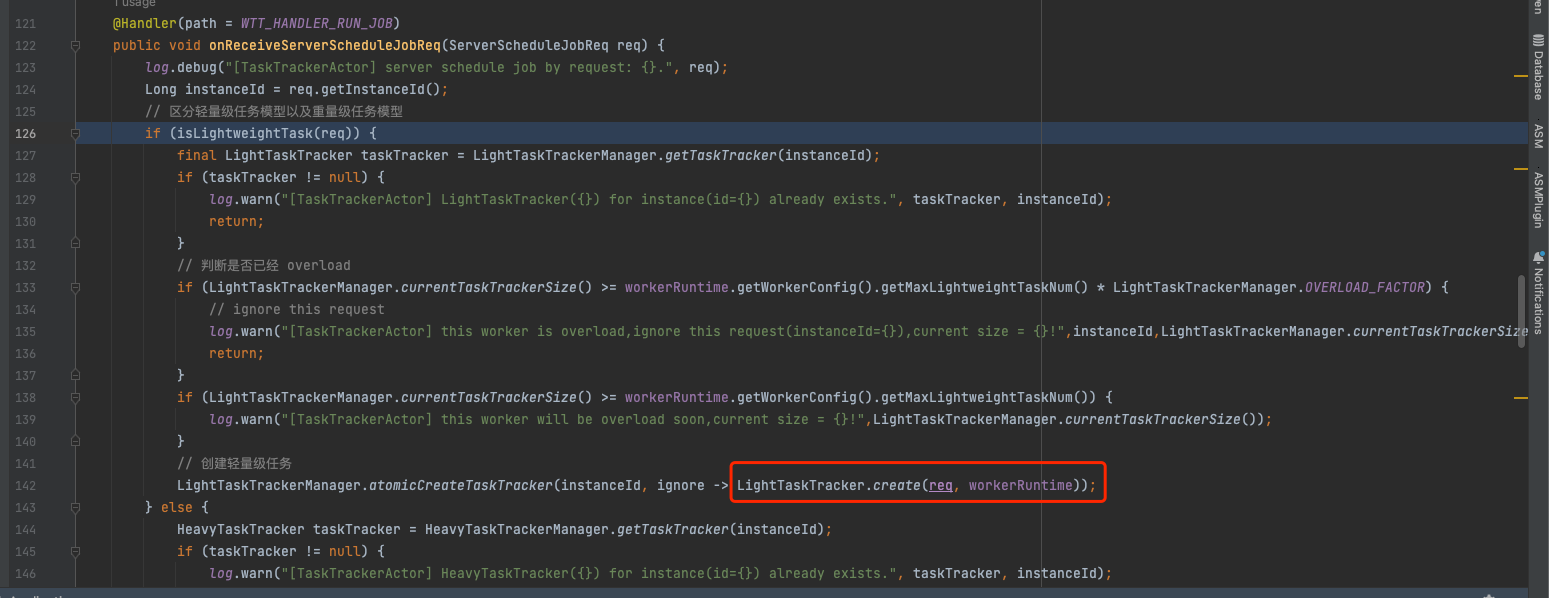 1 usage
121 @Handler(path = WTT_HANDLER_RUN_JOB)
122 public void onReceiveServerScheduleJobReq(ServerScheduleJobReq req) {
123 log.debug("[TaskTrackerActor] server schedule job by request: {}.", req);
124 Long instanceId = req.getInstanceId();
125 // 区分轻量级任务模型以及重量级任务模型
126 if (isLightweightTask(req)) {
127 final LightTaskTracker taskTracker = LightTaskTrackerManager.getTaskTracker(instanceId);
128 if (taskTracker != null) {
129 log.warn("[TaskTrackerActor] LightTaskTracker({}) for instance(id={}) already exists.", taskTracker, instanceId);
130 return;
131 }
132 // 判断是否已经 overload
133 if (LightTaskTrackerManager.currentTaskTrackerSize() >= workerRuntime.getWorkerConfig().getMaxLightweightTaskNum() * LightTaskTrackerManager.OVERLOAD_FACTOR) {
134 // ignore this request
135 log.warn("[TaskTrackerActor] this worker is overload,ignore this request(instanceId={}),current size = {}!",instanceId,LightTaskTrackerManager.currentTaskTrackerSize
136 return;
137 }
138 if (LightTaskTrackerManager.currentTaskTrackerSize() >= workerRuntime.getWorkerConfig().getMaxLightweightTaskNum()) {
139 log.warn("[TaskTrackerActor] this worker will be overload soon,current size = {}!",LightTaskTrackerManager.currentTaskTrackerSize());
140 }
141 // 创建轻量级任务
142 LightTaskTrackerManager.atomicCreateTaskTracker(instanceId, ignore -> LightTaskTracker.create(req, workerRuntime));
143 } else {
144 HeavyTaskTracker taskTracker = HeavyTaskTrackerManager.getTaskTracker(instanceId);
145 if (taskTracker != null) {
146 log.warn("[TaskTrackerActor] HeavyTaskTracker({}) for instance(id={}) already exists.", taskTracker, instanceId);
Database
ASM
ASMPlugin
Notifications